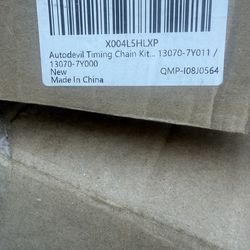 X004L5HLXP
Autodevil Timing Chain Kit... 13070-7Y011 /
13070-7Y000
New
QMP-I08J0564
Made In China